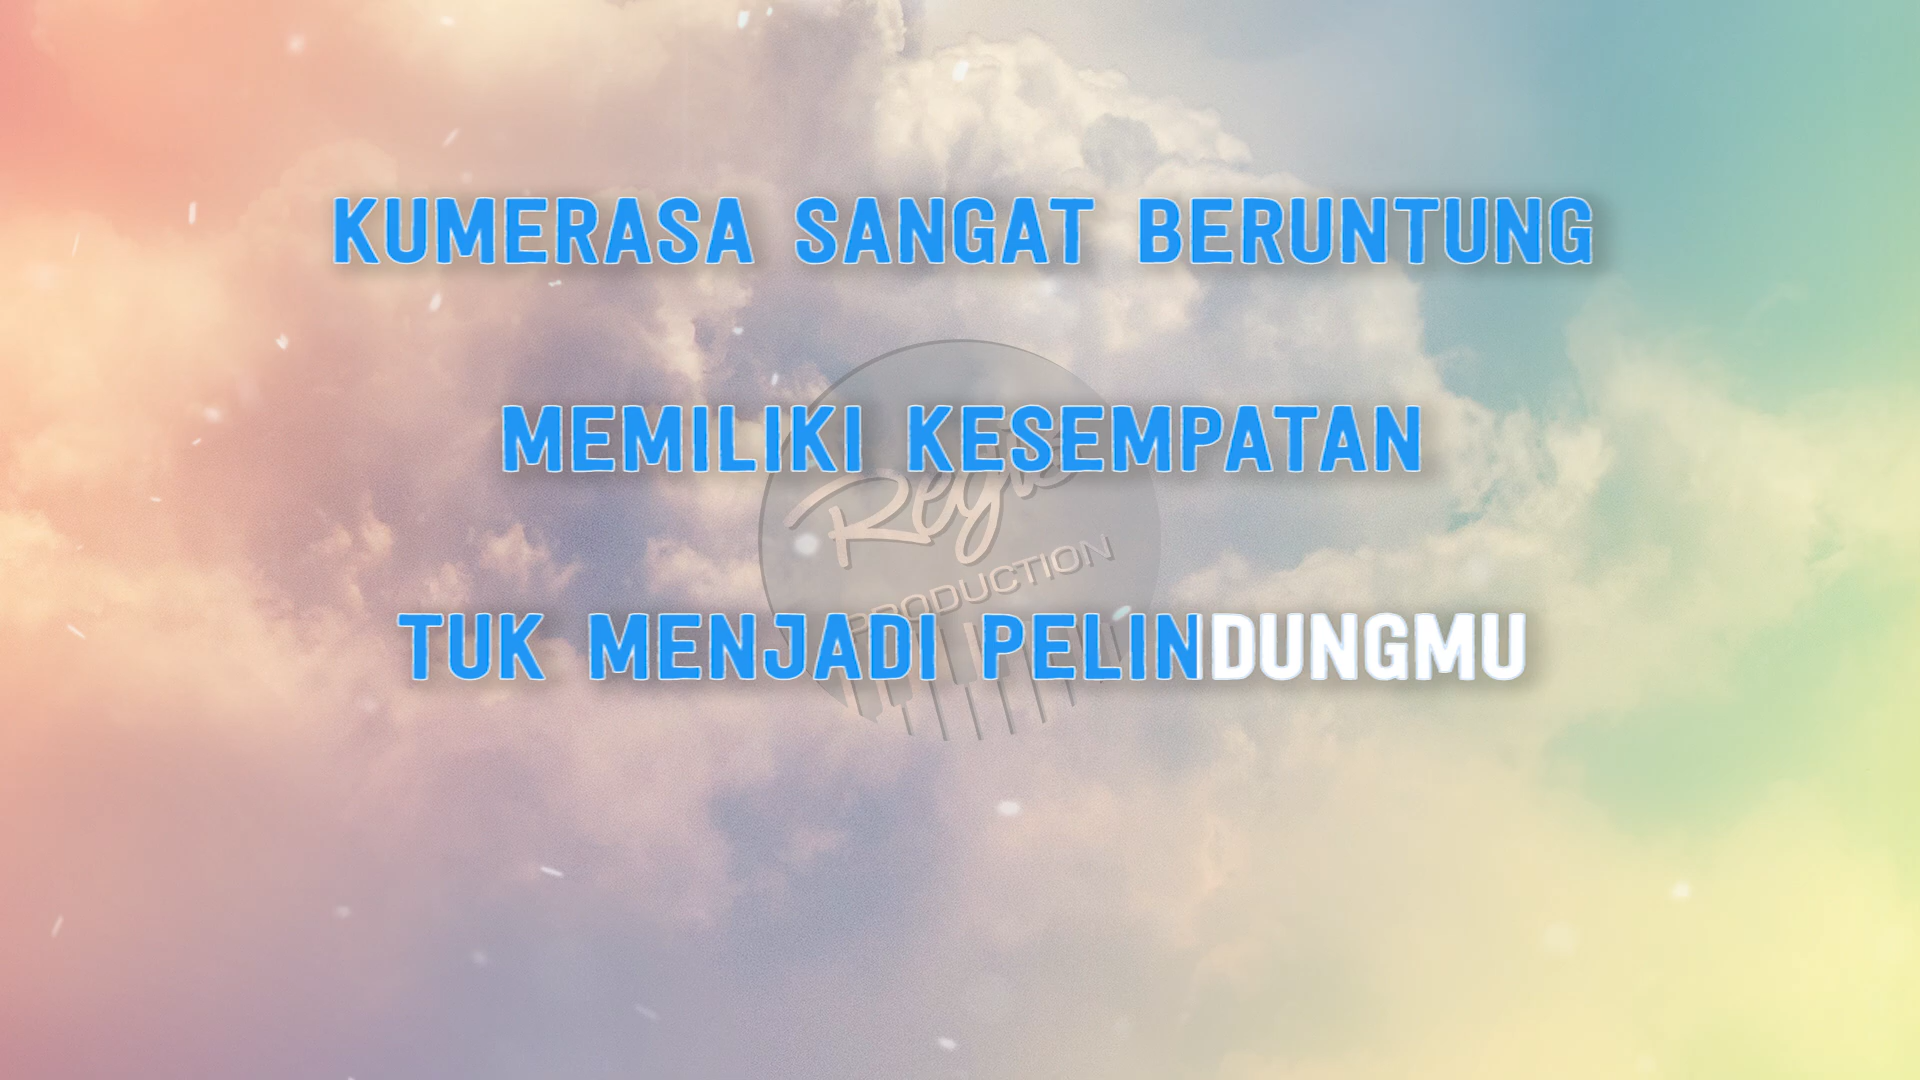 KUMERASA SANGAT BERUNTUNG
MEMILIKI KESEMPATAN
TUK MENJADI PELINDUNGMU
PRODUCTION